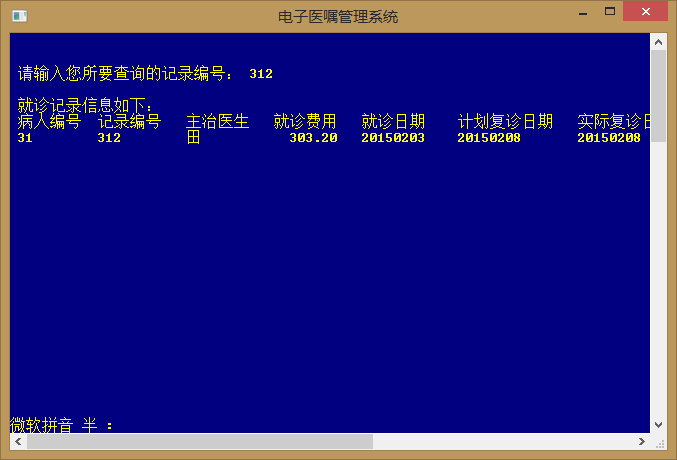 电子医嘱管理系统
请输入您所要查询的记录编号： 312
就诊记录信息如下：
病人编号 记录编号 主治医生 就诊费用 就诊日期 计划复诊日期 实际复诊日
31 312 田 303.20 20150203 20150208 20150208
微软拼音 半 ：